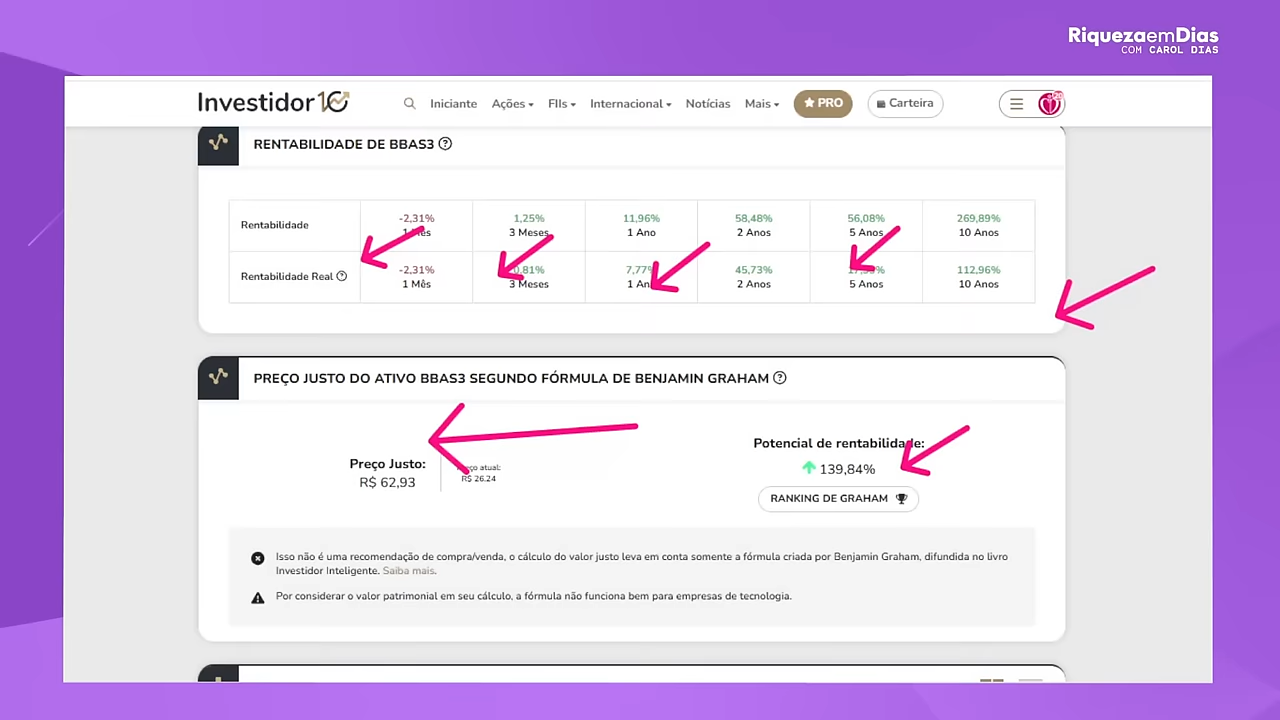 RiquezaemDias
COM CAROL DIAS
Investidor10
Iniciante Ações FIIs Internacional Notícias Mais PRO Carteira
RENTABILIDADE DE BBAS3
Rentabilidade
-2,31% 1,25% 11,96% 58,48% 56,08% 269,89%
1 Mês 3 Meses 1 Ano 2 Anos 5 Anos 10 Anos
Rentabilidade Real
-2,31% 0,81% 7,77% 45,73% 112,96%
1 Mês 3 Meses 1 Ano 2 Anos 5 Anos 10 Anos
PREÇO JUSTO DO ATIVO BBAS3 SEGUNDO FÓRMULA DE BENJAMIN GRAHAM
Preço Justo:
R$ 62,93
Preço atual:
R$ 26.24
Potencial de rentabilidade:
139,84%
RANKING DE GRAHAM
Isso não é uma recomendação de compra/venda, o cálculo do valor justo leva em conta somente a fórmula criada por Benjamin Graham, difundida no livro
Investidor Inteligente. Saiba mais.
Por considerar o valor patrimonial em seu cálculo, a fórmula não funciona bem para empresas de tecnologia.